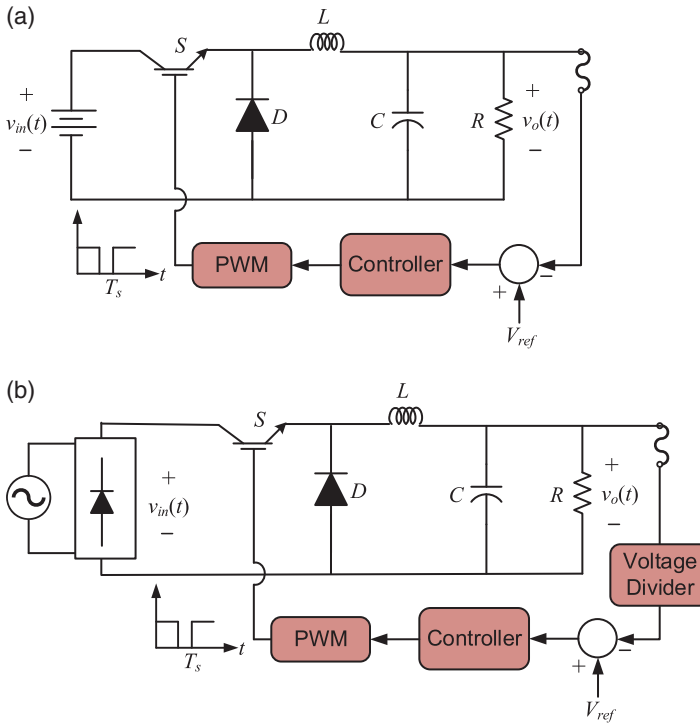 (a)
S
L
+
v_in(t)
−
D
C
R
+
v_o(t)
−
T_s
t
PWM
Controller
+
−
V_ref
(b)
S
L
+
v_in(t)
−
D
C
R
+
v_o(t)
−
Voltage
Divider
T_s
t
PWM
Controller
+
−
V_ref